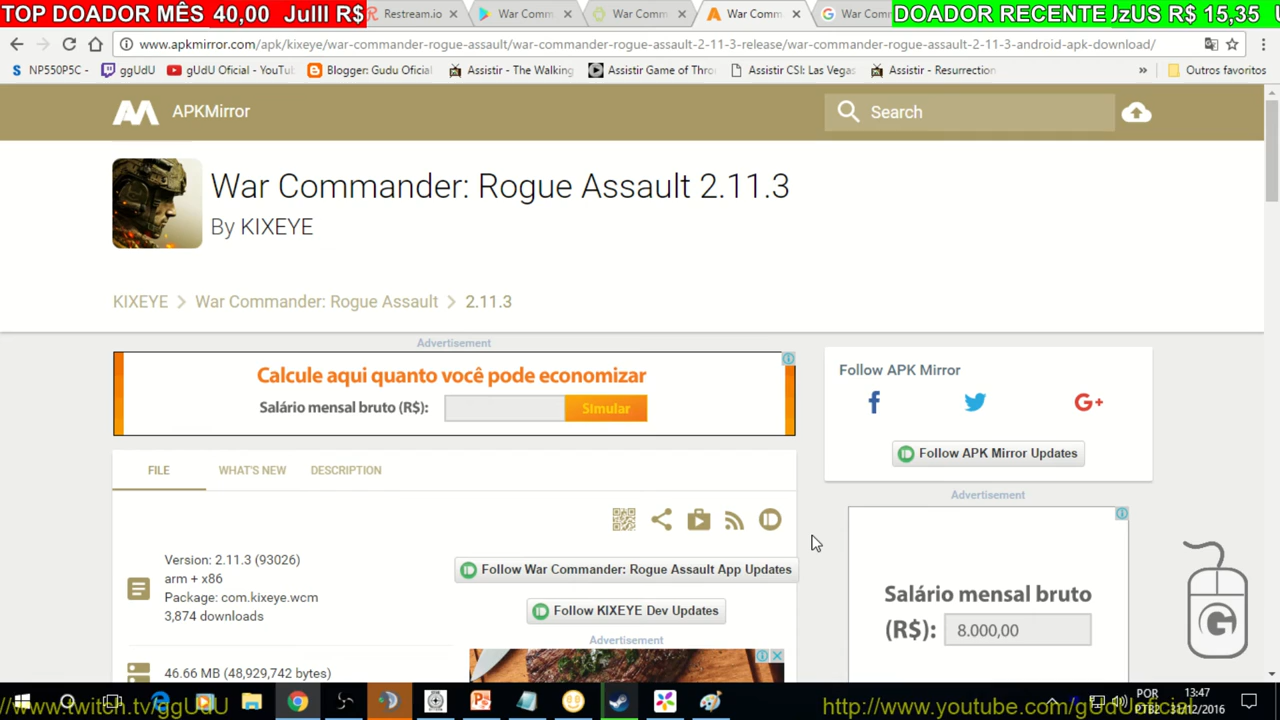 TOP DOADOR MÊS 40,00 JulII R$
DOADOR RECENTE JzUS R$ 15,35
Restream.io
War Comm
War Comm
War Comm
War Com
www.apkmirror.com/apk/kixeye/war-commander-rogue-assault/war-commander-rogue-assault-2-11-3-release/war-commander-rogue-assault-2-11-3-android-apk-download/
NP550P5C -
ggUdU
gUdU Oficial - YouTu
Blogger: Gudu Oficial
Assistir - The Walking
Assistir Game of Thro
Assistir CSI: Las Vegas
Assistir - Resurrection
»
Outros favoritos
APKMirror
Search
War Commander: Rogue Assault 2.11.3
By KIXEYE
KIXEYE > War Commander: Rogue Assault > 2.11.3
Advertisement
Calcule aqui quanto você pode economizar
Salário mensal bruto (R$):
Simular
Follow APK Mirror
G+
Follow APK Mirror Updates
FILE
WHAT'S NEW
DESCRIPTION
Advertisement
Version: 2.11.3 (93026)
arm + x86
Package: com.kixeye.wcm
3,874 downloads
46.66 MB (48,929,742 bytes)
Follow War Commander: Rogue Assault App Updates
Follow KIXEYE Dev Updates
Advertisement
Salário mensal bruto
(R$):
8.000,00
G
//www.twitch.tv/ggUdU
http://www.youtube.com/gudUoficial
POR
PTB2
13:47
31/12/2016